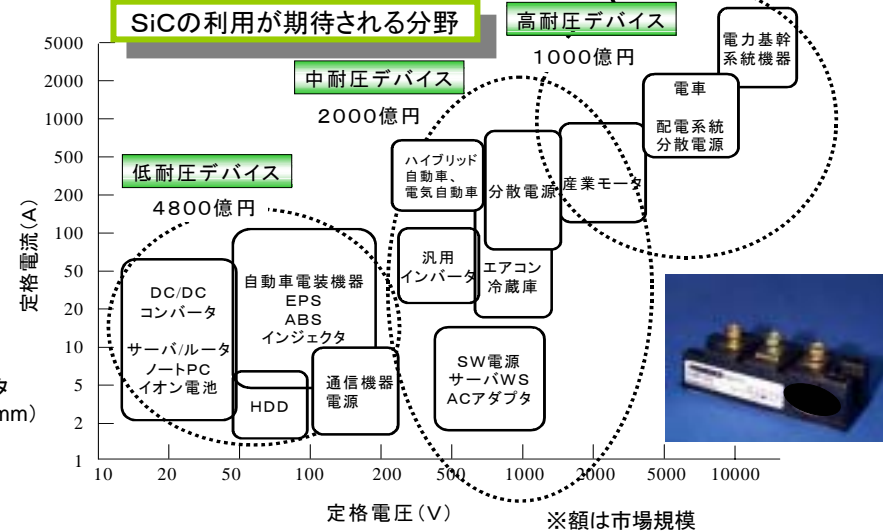 SiCの利用が期待される分野
高耐圧デバイス
1000億円
中耐圧デバイス
2000億円
低耐圧デバイス
4800億円
電力基幹
系統機器
電車
配電系統
分散電源
ハイブリッド
自動車、
電気自動車
分散電源
産業モータ
汎用
インバータ
エアコン
冷蔵庫
DC/DC
コンバータ
サーバ/ルータ
ノートPC
イオン電池
自動車電装機器
EPS
ABS
インジェクタ
HDD
通信機器
電源
SW電源
サーバWS
ACアダプタ
定格電流(A)
5000
2000
1000
500
200
100
50
20
10
5
2
1
10
20
50
100
200
500
1000
2000
5000
10000
定格電圧(V)
※額は市場規模
タ
mm)